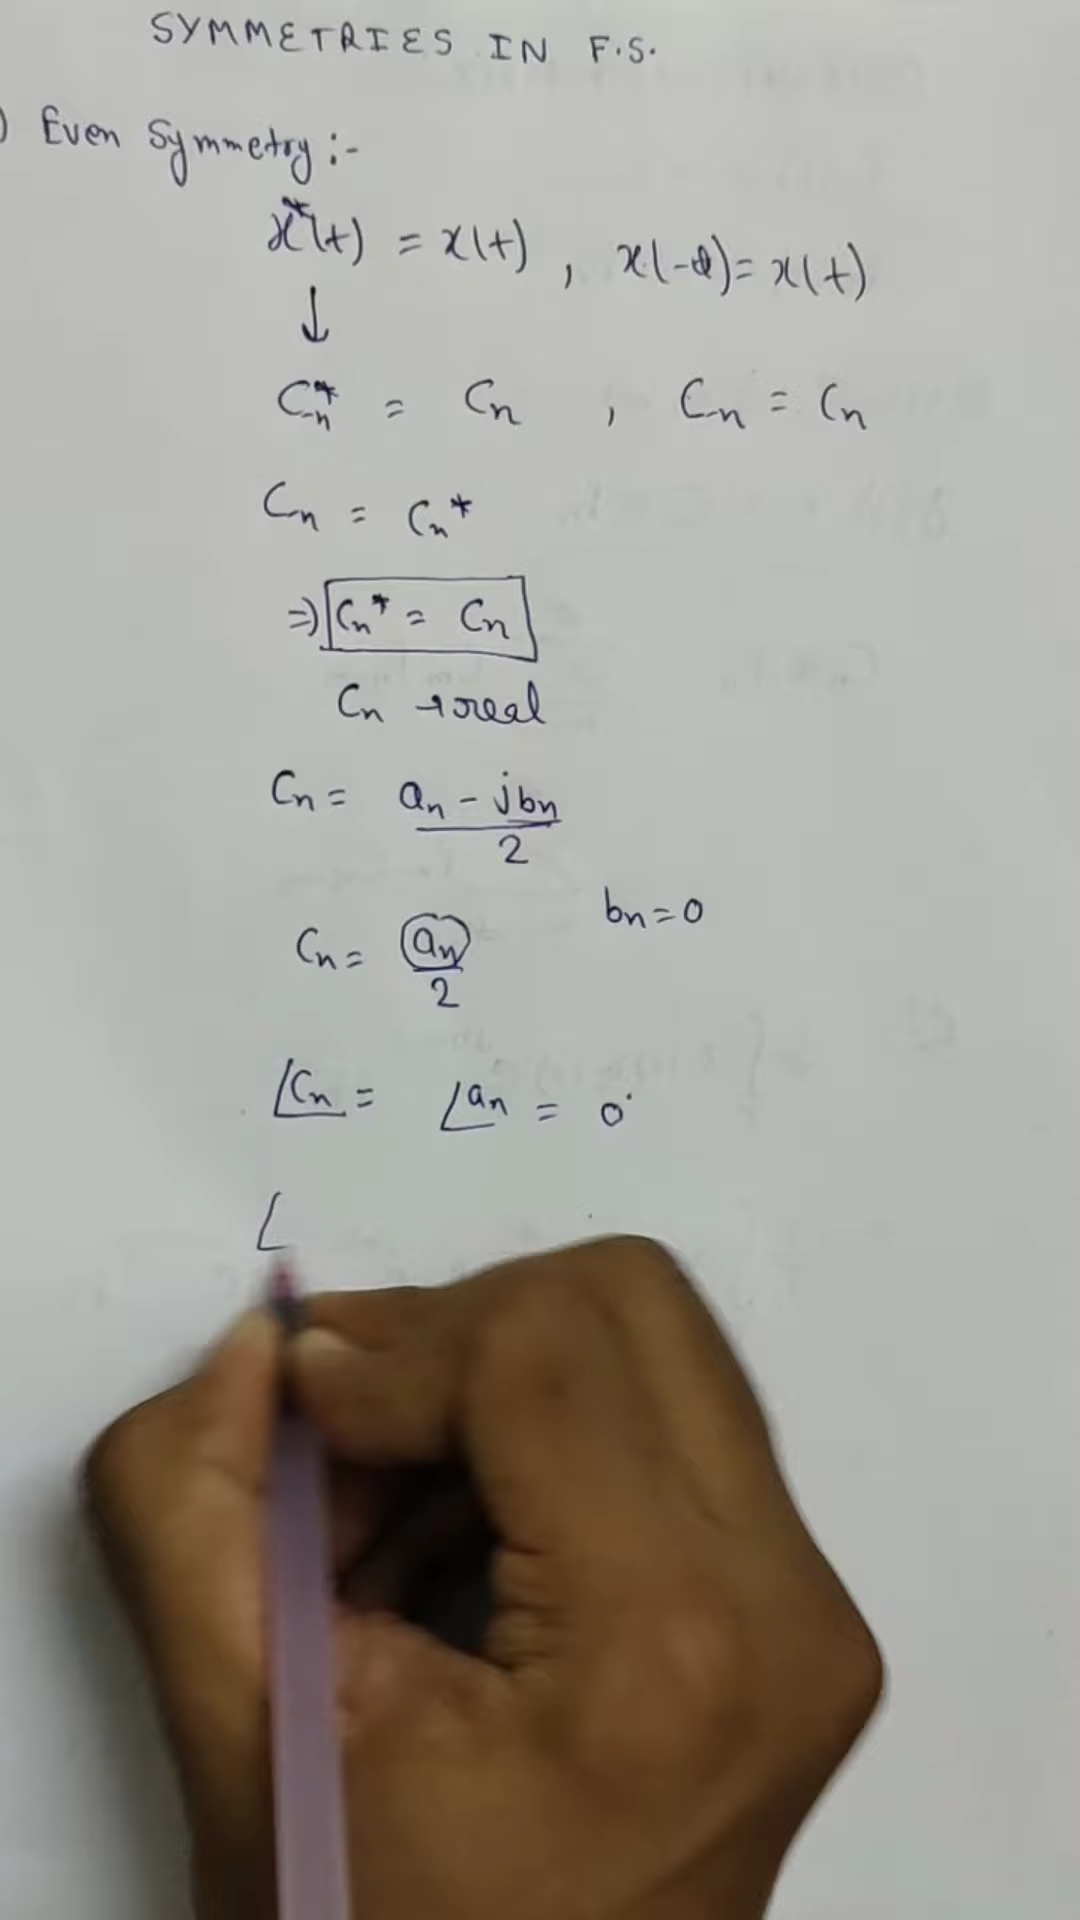 SYMMETRIES IN F.S.
) Even Symmetry :-
x*(t) = x(t) , x(-t) = x(t)
↓
C-n* = Cn , C-n = Cn
Cn = Cn*
⇒ Cn* = Cn
Cn → real
Cn = an - jbn / 2
bn = 0
Cn = an / 2
∠Cn = ∠an = 0°
∠